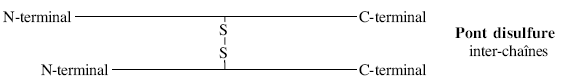 N-terminal C-terminal
S
S
N-terminal C-terminal
Pont disulfure
inter-chaînes